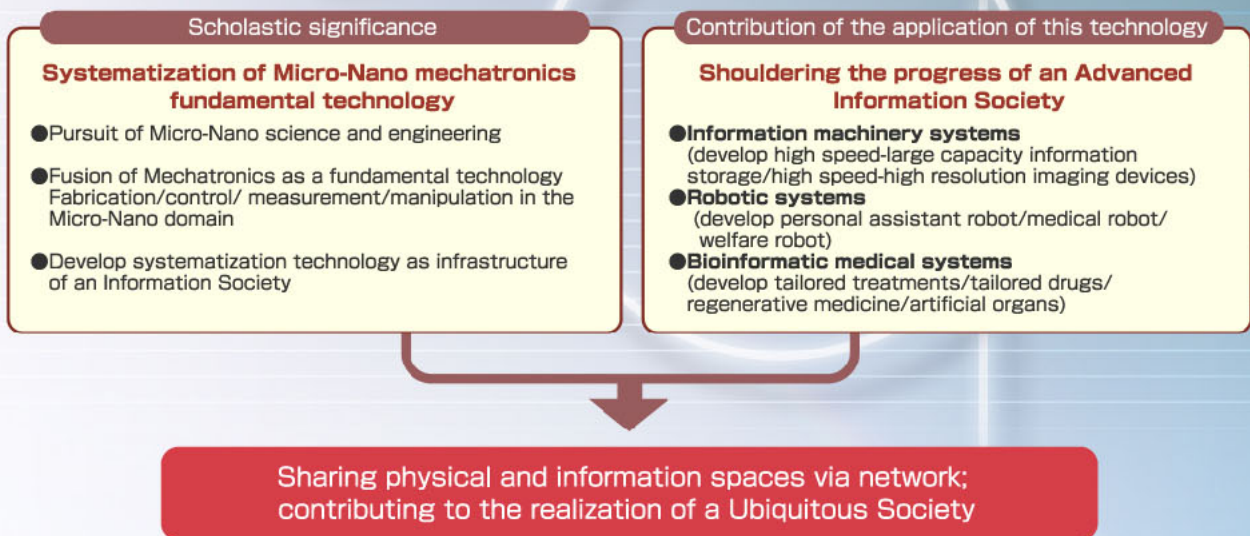 Scholastic significance
Systematization of Micro-Nano mechatronics
fundamental technology
●Pursuit of Micro-Nano science and engineering
●Fusion of Mechatronics as a fundamental technology
Fabrication/control/ measurement/manipulation in the
Micro-Nano domain
●Develop systematization technology as infrastructure
of an Information Society
Contribution of the application of this technology
Shouldering the progress of an Advanced
Information Society
●Information machinery systems
(develop high speed-large capacity information
storage/high speed-high resolution imaging devices)
●Robotic systems
(develop personal assistant robot/medical robot/
welfare robot)
●Bioinformatic medical systems
(develop tailored treatments/tailored drugs/
regenerative medicine/artificial organs)
Sharing physical and information spaces via network;
contributing to the realization of a Ubiquitous Society